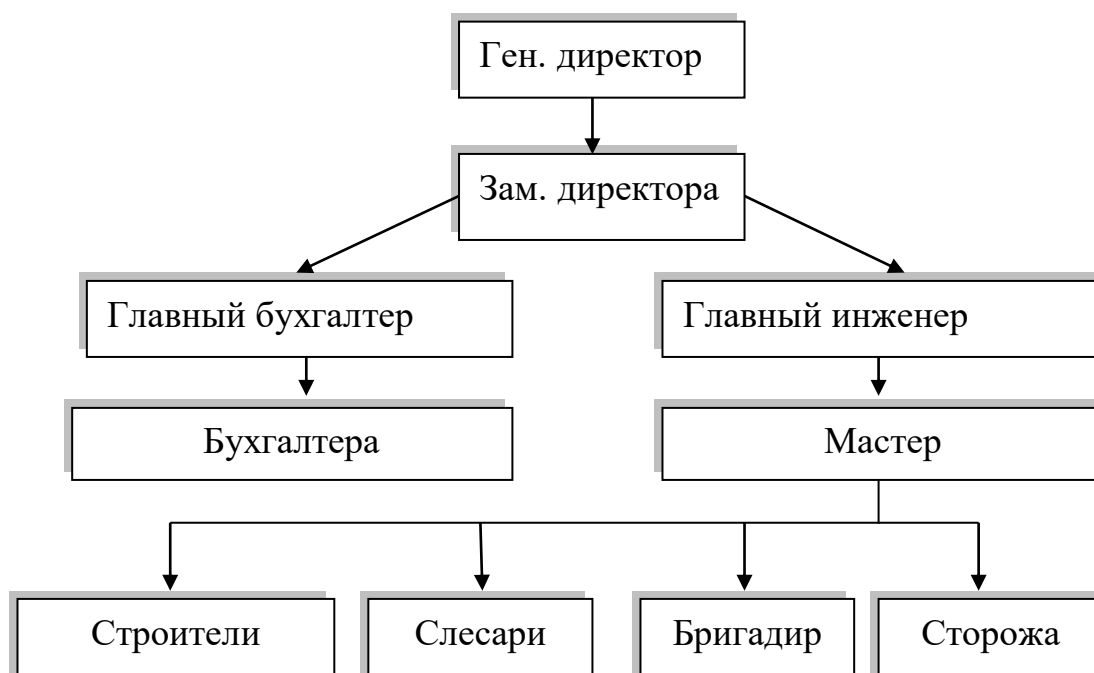 Ген. директор
Зам. директора
Главный бухгалтер
Главный инженер
Бухгалтера
Мастер
Строители
Слесари
Бригадир
Сторожа